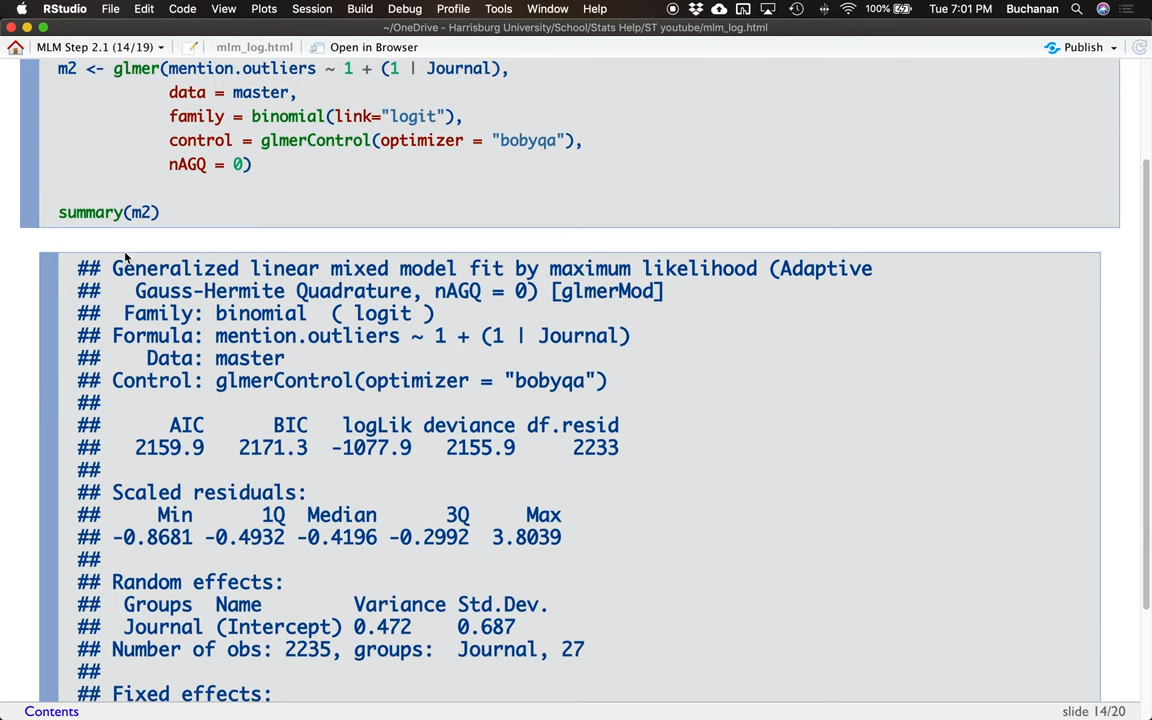 RStudio File Edit Code View Plots Session Build Debug Profile Tools Window Help 100% Tue 7:01 PM Buchanan
~/OneDrive - Harrisburg University/School/Stats Help/ST youtube/mlm_log.html
MLM Step 2.1 (14/19) mlm_log.html Open in Browser Publish
m2 <- glmer(mention.outliers ~ 1 + (1 | Journal),
data = master,
family = binomial(link="logit"),
control = glmerControl(optimizer = "bobyqa"),
nAGQ = 0)
summary(m2)
## Generalized linear mixed model fit by maximum likelihood (Adaptive
##   Gauss-Hermite Quadrature, nAGQ = 0) [glmerMod]
##  Family: binomial  ( logit )
## Formula: mention.outliers ~ 1 + (1 | Journal)
##    Data: master
## Control: glmerControl(optimizer = "bobyqa")
##
##      AIC      BIC   logLik deviance df.resid
##   2159.9   2171.3  -1077.9   2155.9     2233
##
## Scaled residuals:
##     Min      1Q  Median      3Q     Max
## -0.8681 -0.4932 -0.4196 -0.2992  3.8039
##
## Random effects:
##  Groups  Name        Variance Std.Dev.
##  Journal (Intercept) 0.472    0.687
## Number of obs: 2235, groups:  Journal, 27
##
## Fixed effects:
Contents slide 14/20